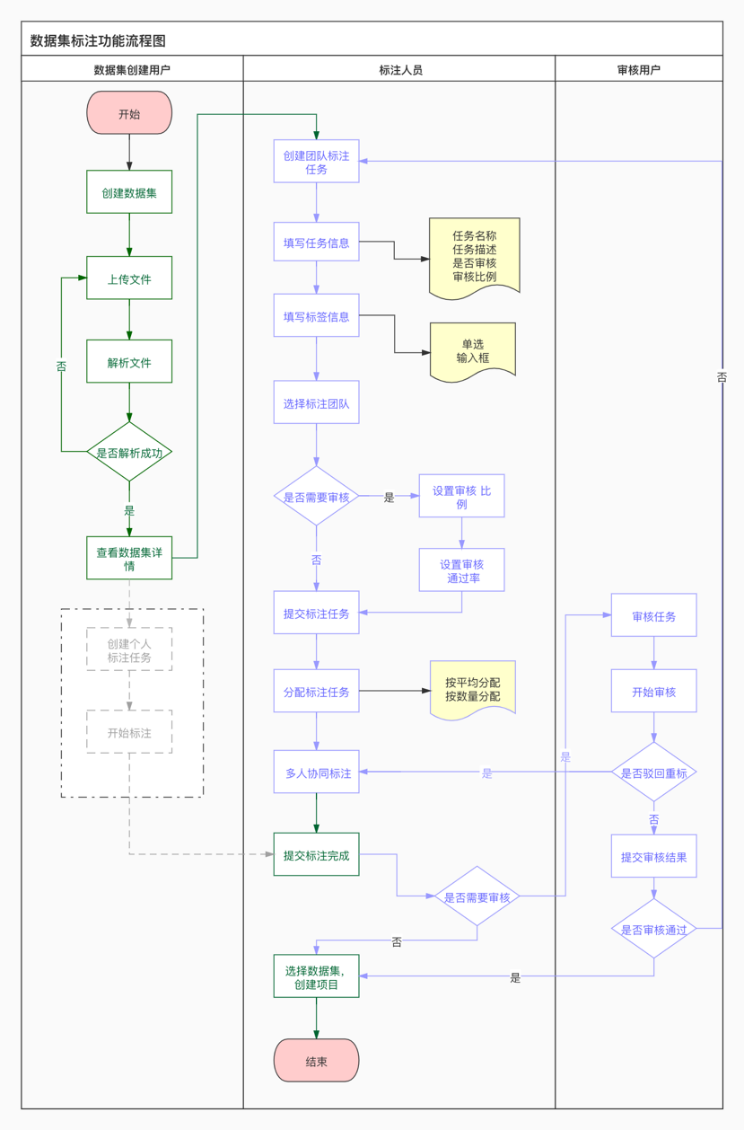 数据集标注功能流程图
数据集创建用户
标注人员
审核用户
开始
创建数据集
上传文件
解析文件
否
是否解析成功
是
查看数据集详
情
创建个人
标注任务
开始标注
创建团队标注
任务
填写任务信息
任务名称
任务描述
是否审核
审核比例
填写标签信息
单选
输入框
选择标注团队
是否需要审核
是
设置审核 比
例
否
设置审核
通过率
提交标注任务
分配标注任务
按平均分配
按数量分配
多人协同标注
提交标注完成
是否需要审核
是
否
选择数据集，
创建项目
结束
审核任务
开始审核
是否驳回重标
是
否
提交审核结果
是否审核通过
是
否